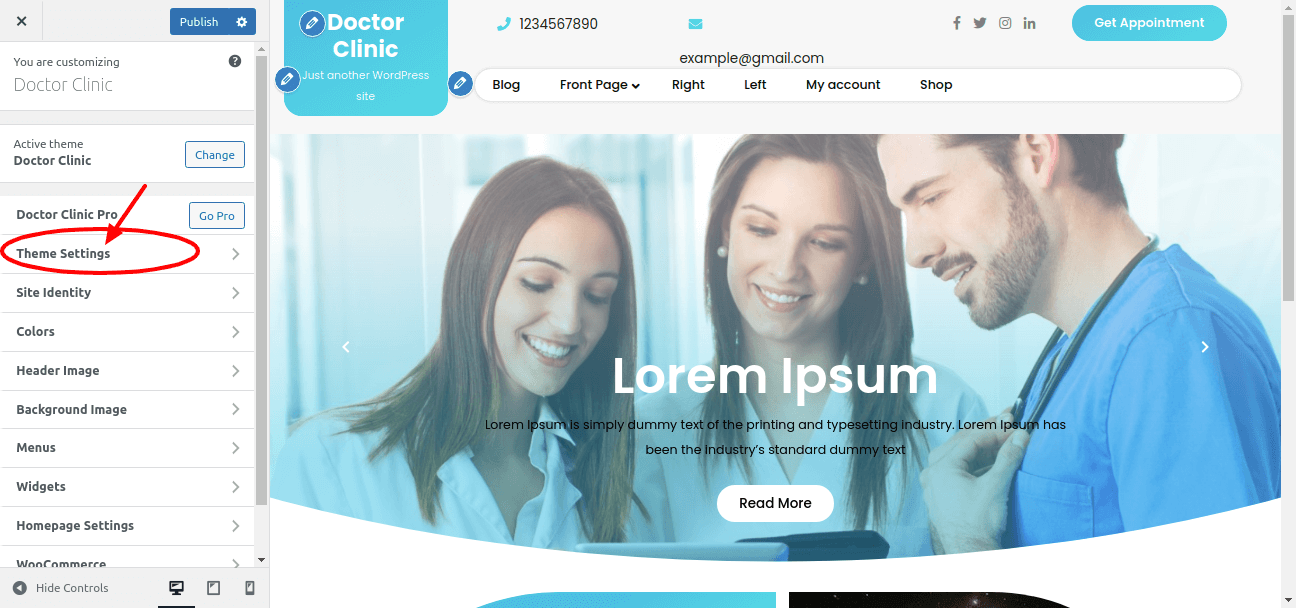 Publish
You are customizing
Doctor Clinic
Active theme
Doctor Clinic
Change
Doctor Clinic Pro
Go Pro
Theme Settings
Site Identity
Colors
Header Image
Background Image
Menus
Widgets
Homepage Settings
WooCommerce
Hide Controls
Doctor
Clinic
Just another WordPress
site
1234567890
example@gmail.com
Get Appointment
Blog
Front Page
Right
Left
My account
Shop
Lorem Ipsum
Lorem Ipsum is simply dummy text of the printing and typesetting industry. Lorem Ipsum has
been the Industry’s standard dummy text
Read More